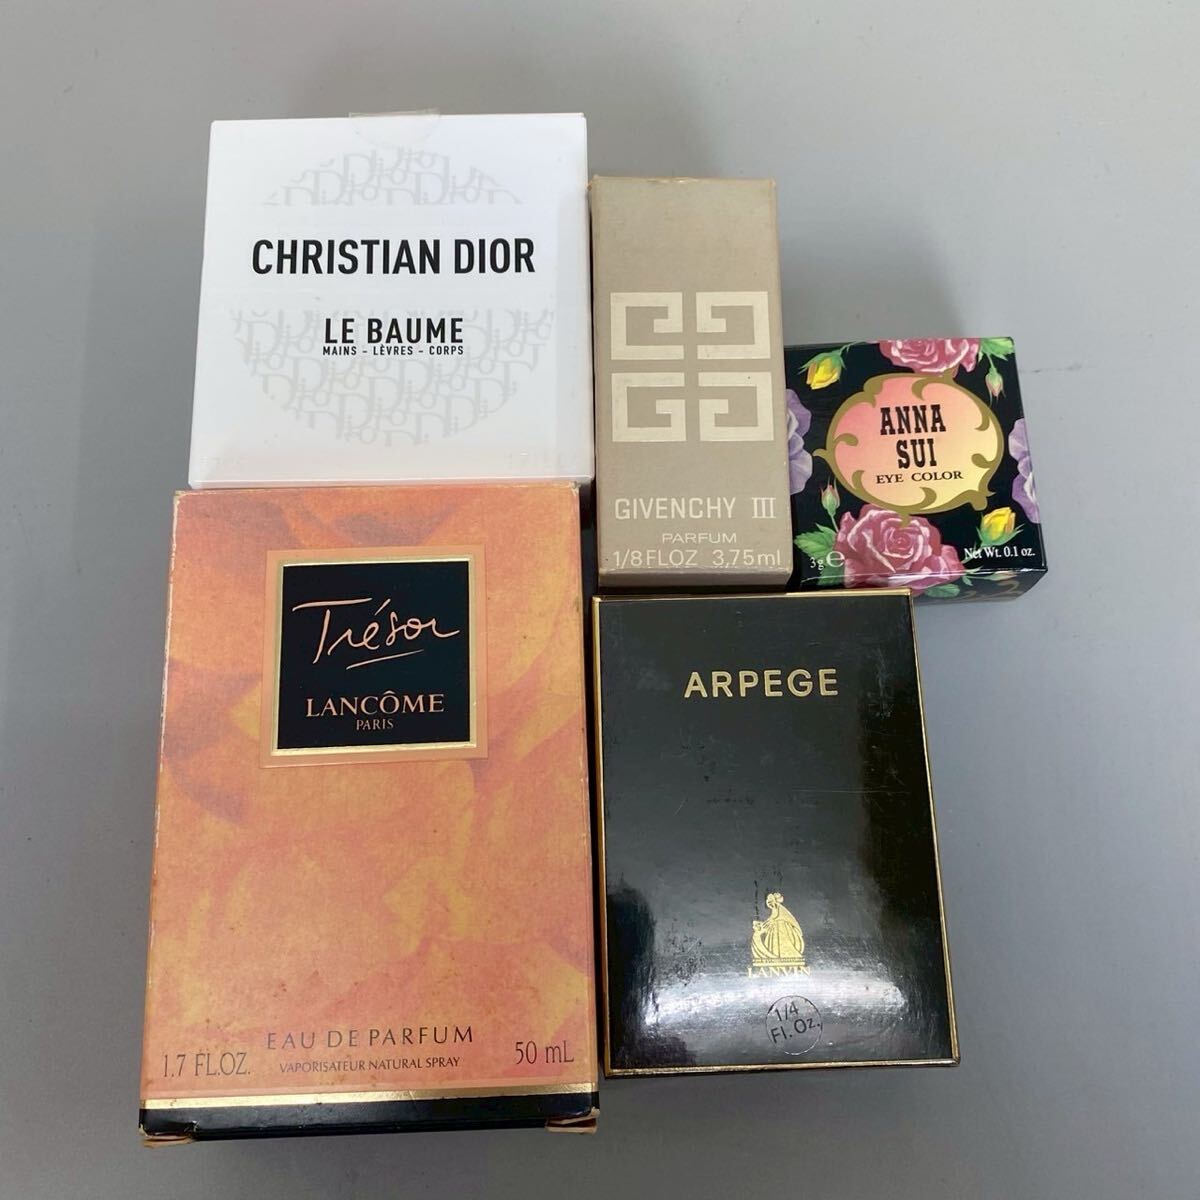 CHRISTIAN DIOR
LE BAUME
MAINS - LÈVRES - CORPS
GIVENCHY III
PARFUM
1/8 FLOZ 3,75ml
ANNA
SUI
EYE COLOR
3g e Net Wt. 0.1 oz.
Trésor
LANCÔME
PARIS
EAU DE PARFUM
1.7 FL.OZ. VAPORISATEUR NATURAL SPRAY 50 mL
ARPEGE
LANVIN
1/4
Fl. Oz.